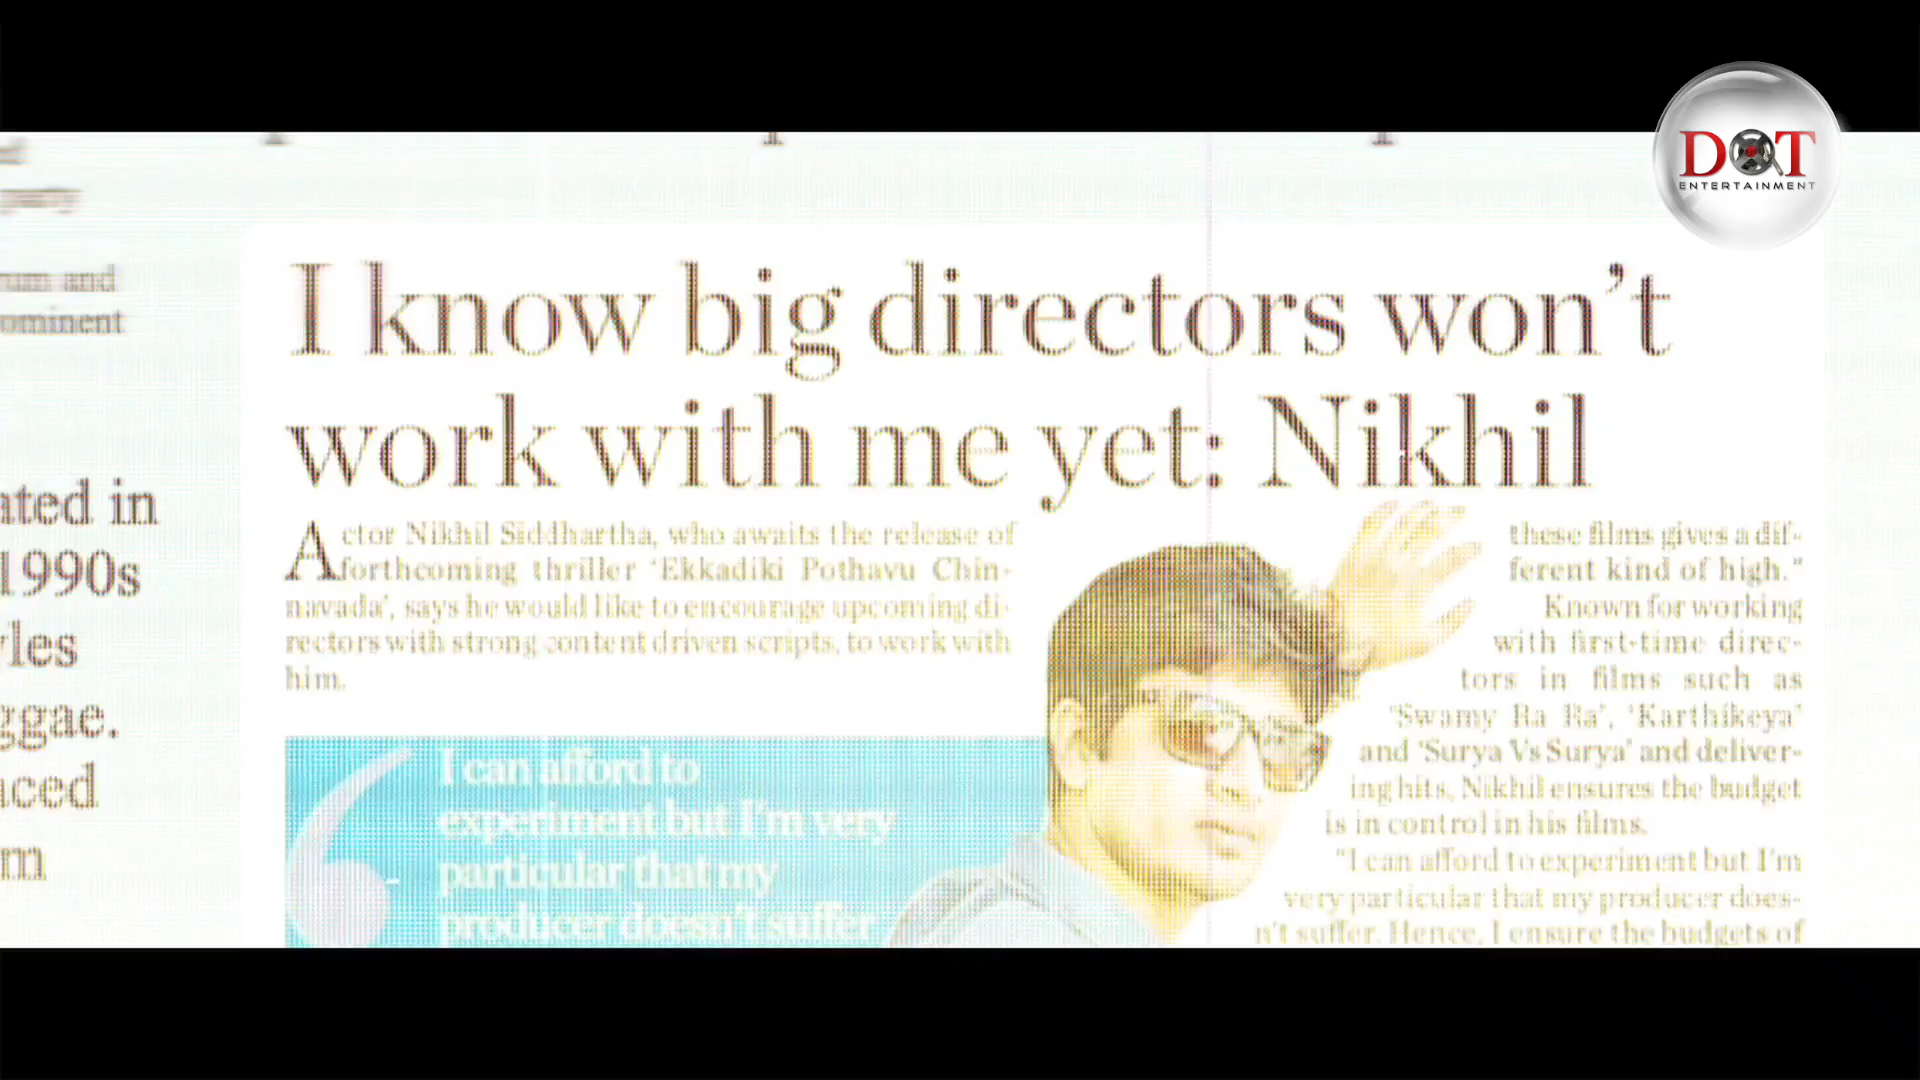 DOT
ENTERTAINMENT
party
um and
ominent
ated in
1990s
yles
ggae.
aced
m
I know big directors won't
work with me yet: Nikhil
Actor Nikhil Siddhartha, who awaits the release of
forthcoming thriller 'Ekkadiki Pothavu Chin-
navada', says he would like to encourage upcoming di-
rectors with strong content driven scripts, to work with
him.
I can afford to
experiment but I'm very
particular that my
producer doesn't suffer
these films gives a dif-
ferent kind of high."
Known for working
with first-time direc-
tors in films such as
'Swamy Ra Ra', 'Karthikeya'
and 'Surya Vs Surya' and deliver-
ing hits, Nikhil ensures the budget
is in control in his films.
"I can afford to experiment but I'm
very particular that my producer does-
n't suffer. Hence, I ensure the budgets of